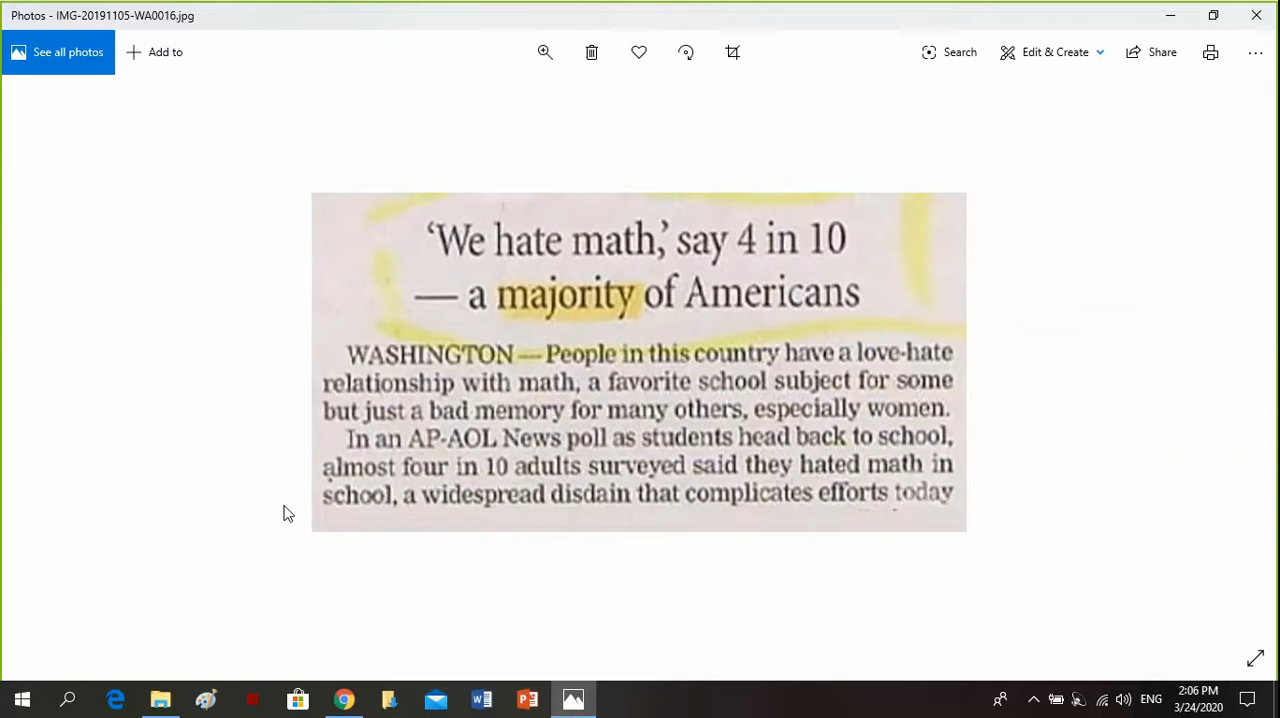 Photos - IMG-20191105-WA0016.jpg
See all photos
Add to
Search
Edit & Create
Share
‘We hate math,’ say 4 in 10
— a majority of Americans
WASHINGTON — People in this country have a love-hate
relationship with math, a favorite school subject for some
but just a bad memory for many others, especially women.
In an AP-AOL News poll as students head back to school,
almost four in 10 adults surveyed said they hated math in
school, a widespread disdain that complicates efforts today
ENG
2:06 PM
3/24/2020